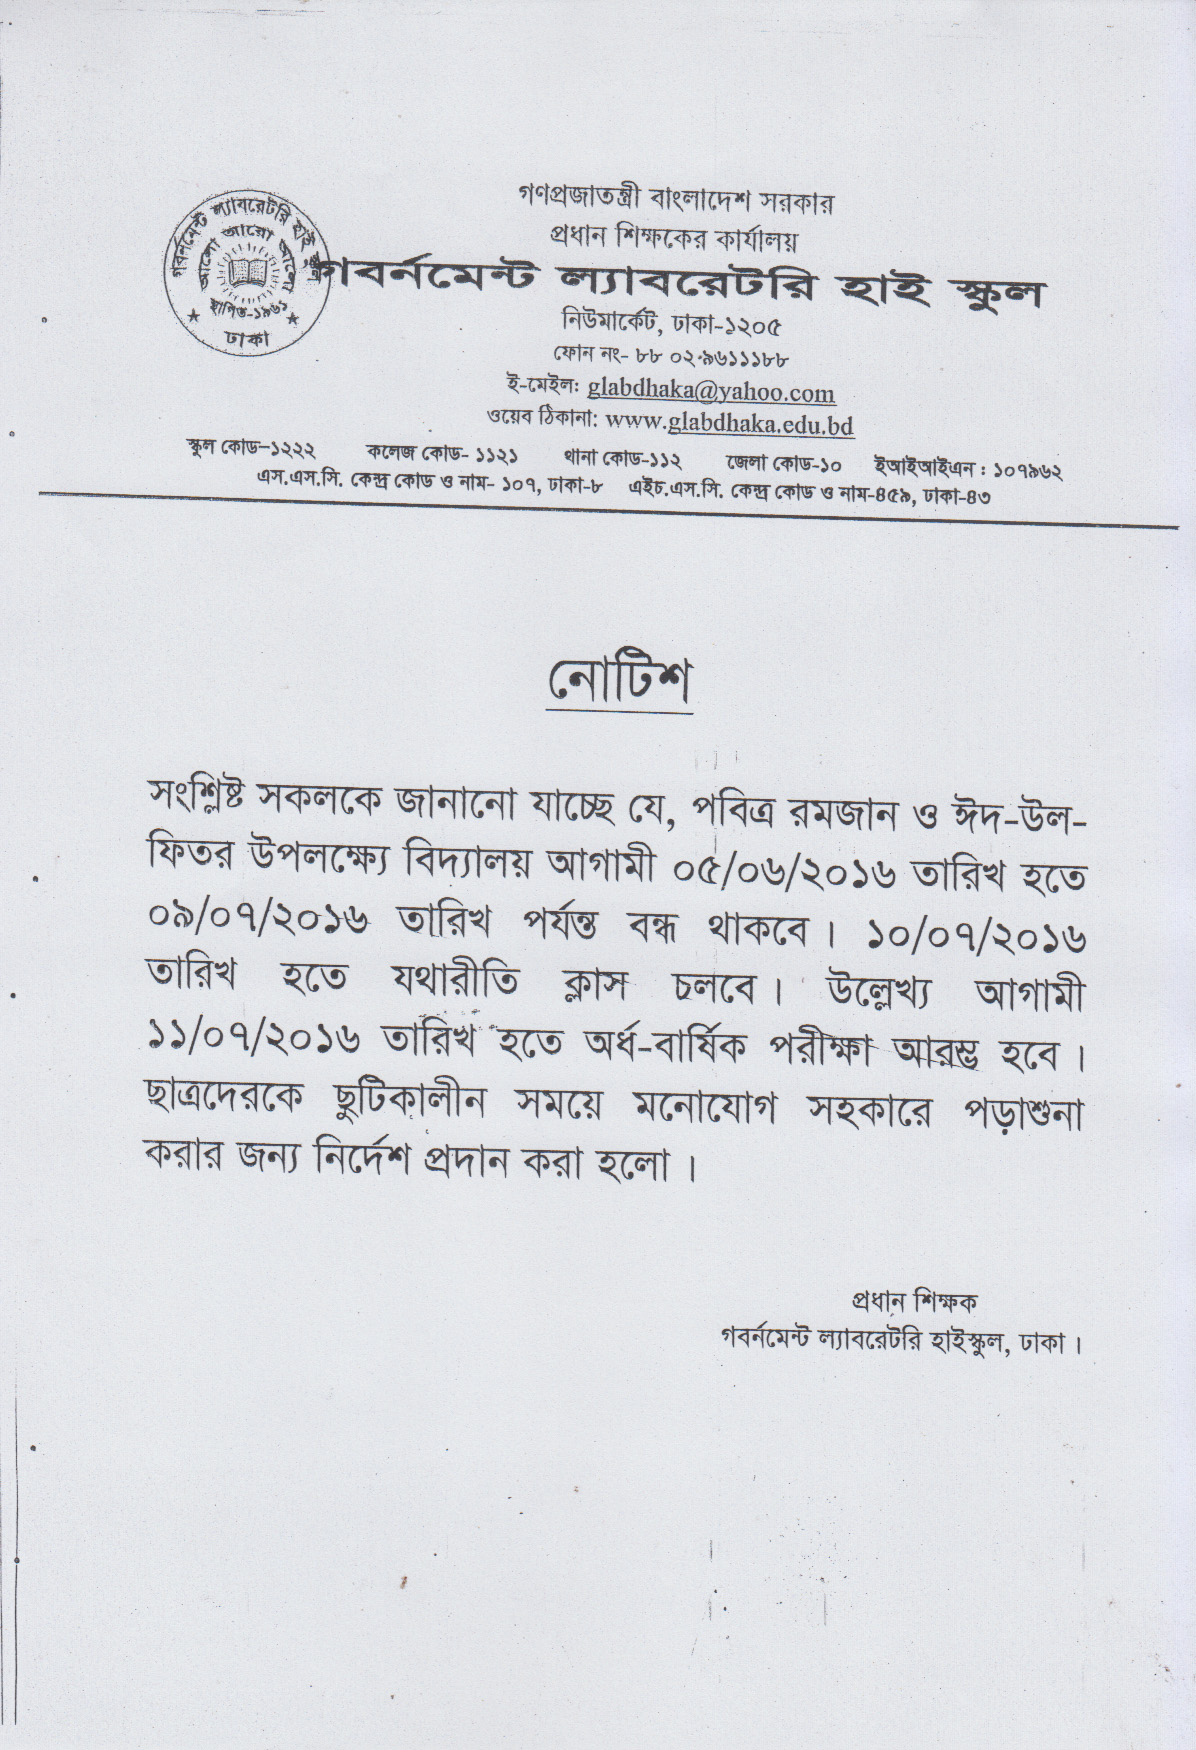 গণপ্রজাতন্ত্রী বাংলাদেশ সরকার
প্রধান শিক্ষকের কার্যালয়
গবর্নমেন্ট ল্যাবরেটরি হাই স্কুল
নিউমার্কেট, ঢাকা-১২০৫
ফোন নং- ৮৮ ০২-৯৬১১১৮৮
ই-মেইল: glabdhaka@yahoo.com
ওয়েব ঠিকানা: www.glabdhaka.edu.bd
গবর্নমেন্ট ল্যাবরেটরি হাই স্কুল
আলো আরো আলো
স্থাপিত-১৯৬১
ঢাকা
স্কুল কোড-১২২২ কলেজ কোড- ১১২১ থানা কোড-১১২ জেলা কোড-১০ ইআইআইএন : ১০৭৯৬২
এস.এস.সি. কেন্দ্র কোড ও নাম- ১০৭, ঢাকা-৮ এইচ.এস.সি. কেন্দ্র কোড ও নাম-৪৫৯, ঢাকা-৪৩
নোটিশ
সংশ্লিষ্ট সকলকে জানানো যাচ্ছে যে, পবিত্র রমজান ও ঈদ-উল-
ফিতর উপলক্ষ্যে বিদ্যালয় আগামী ০৫/০৬/২০১৬ তারিখ হতে
০৯/০৭/২০১৬ তারিখ পর্যন্ত বন্ধ থাকবে। ১০/০৭/২০১৬
তারিখ হতে যথারীতি ক্লাস চলবে। উল্লেখ্য আগামী
১১/০৭/২০১৬ তারিখ হতে অর্ধ-বার্ষিক পরীক্ষা আরম্ভ হবে।
ছাত্রদেরকে ছুটিকালীন সময়ে মনোযোগ সহকারে পড়াশুনা
করার জন্য নির্দেশ প্রদান করা হলো।
প্রধান শিক্ষক
গবর্নমেন্ট ল্যাবরেটরি হাইস্কুল, ঢাকা।